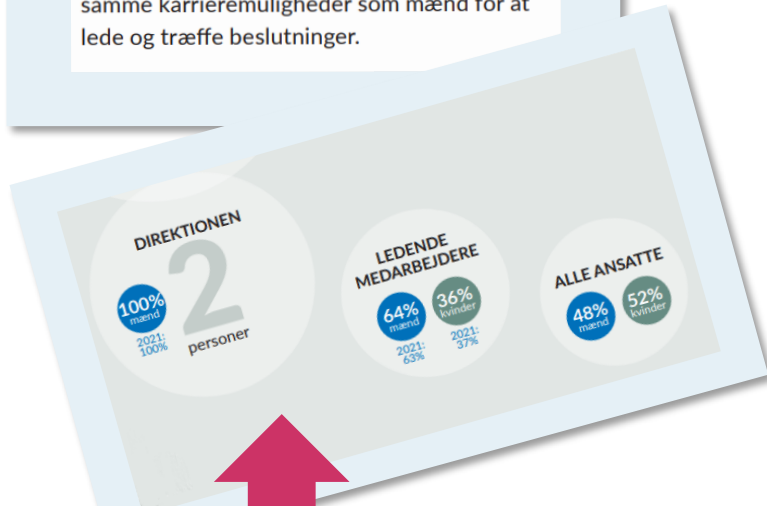 samme karrieremuligheder som mænd for at
lede og træffe beslutninger.
DIREKTIONEN
2
100%
mænd
2021:
100%
personer
LEDENDE
MEDARBEJDERE
64%
mænd
36%
kvinder
2021:
63%
2021:
37%
ALLE ANSATTE
48%
mænd
52%
kvinder